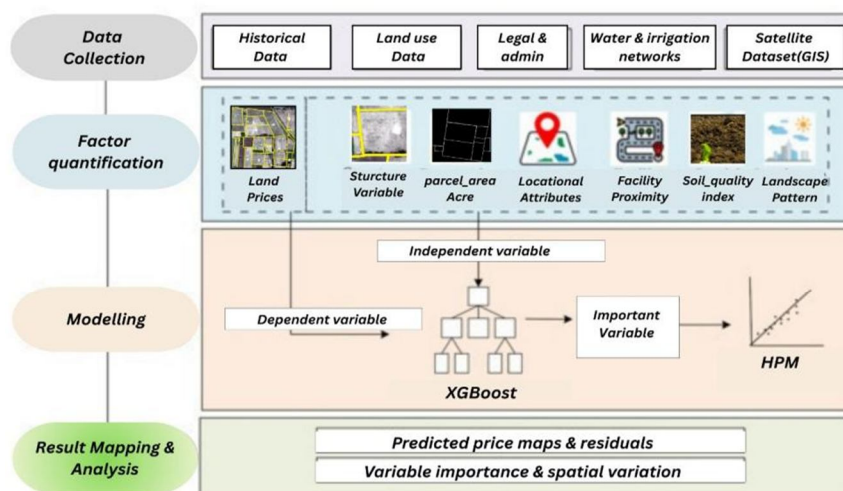 Data
Collection
Historical
Data
Land use
Data
Legal &
admin
Water & irrigation
networks
Satellite
Dataset(GIS)
Factor
quantification
Land
Prices
Sturcture
Variable
parcel_area
Acre
Locational
Attributes
Facility
Proximity
Soil_quality
index
Landscape
Pattern
Modelling
Independent variable
Dependent variable
Important
Variable
XGBoost
HPM
Result Mapping &
Analysis
Predicted price maps & residuals
Variable importance & spatial variation